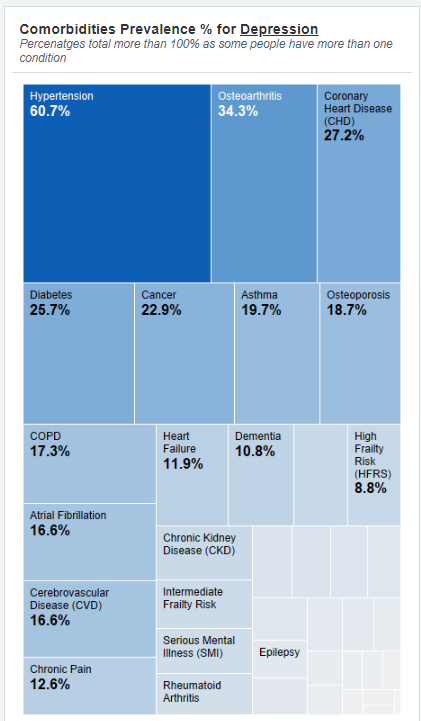 Comorbidities Prevalence % for Depression
Percenatges total more than 100% as some people have more than one
condition
Hypertension
60.7%
Osteoarthritis
34.3%
Coronary
Heart Disease
(CHD)
27.2%
Diabetes
25.7%
Cancer
22.9%
Asthma
19.7%
Osteoporosis
18.7%
COPD
17.3%
Heart
Failure
11.9%
Dementia
10.8%
High
Frailty
Risk
(HFRS)
8.8%
Atrial Fibrillation
16.6%
Chronic Kidney
Disease (CKD)
Cerebrovascular
Disease (CVD)
16.6%
Intermediate
Frailty Risk
Serious Mental
Illness (SMI)
Epilepsy
Chronic Pain
12.6%
Rheumatoid
Arthritis